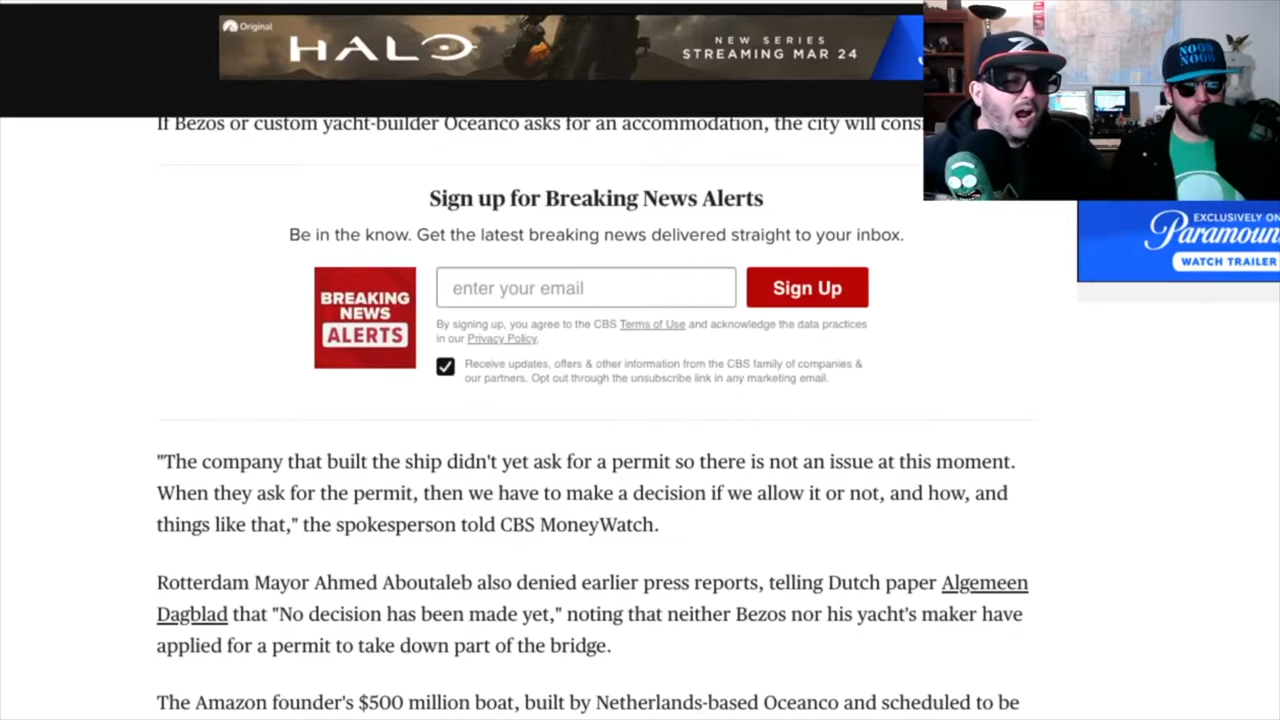 Original
HALO
NEW SERIES
STREAMING MAR 24
NOOB
NOOB
If Bezos or custom yacht-builder Oceanco asks for an accommodation, the city will cons
Sign up for Breaking News Alerts
Be in the know. Get the latest breaking news delivered straight to your inbox.
EXCLUSIVELY ON
Paramoun
WATCH TRAILER
BREAKING
NEWS
ALERTS
enter your email
Sign Up
By signing up, you agree to the CBS Terms of Use and acknowledge the data practices
in our Privacy Policy.
Receive updates, offers & other information from the CBS family of companies &
our partners. Opt out through the unsubscribe link in any marketing email.
"The company that built the ship didn't yet ask for a permit so there is not an issue at this moment.
When they ask for the permit, then we have to make a decision if we allow it or not, and how, and
things like that," the spokesperson told CBS MoneyWatch.
Rotterdam Mayor Ahmed Aboutaleb also denied earlier press reports, telling Dutch paper Algemeen
Dagblad that "No decision has been made yet," noting that neither Bezos nor his yacht's maker have
applied for a permit to take down part of the bridge.
The Amazon founder's $500 million boat, built by Netherlands-based Oceanco and scheduled to be